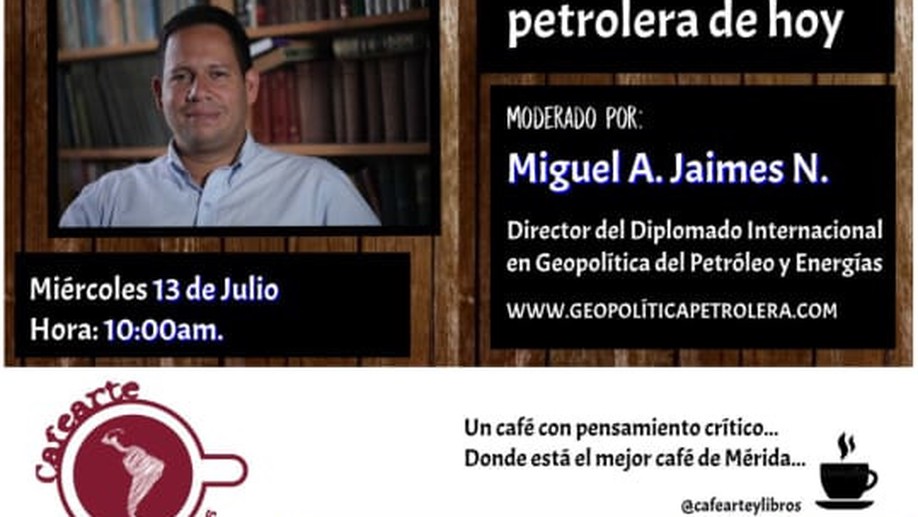 petrolera de hoy
MODERADO POR:
Miguel A. Jaimes N.
Director del Diplomado Internacional
en Geopolítica del Petróleo y Energías
WWW.GEOPOLÍTICAPETROLERA.COM
Miércoles 13 de Julio
Hora: 10:00am.
Cafearte
Un café con pensamiento crítico...
Donde está el mejor café de Mérida...
@cafearteylibros